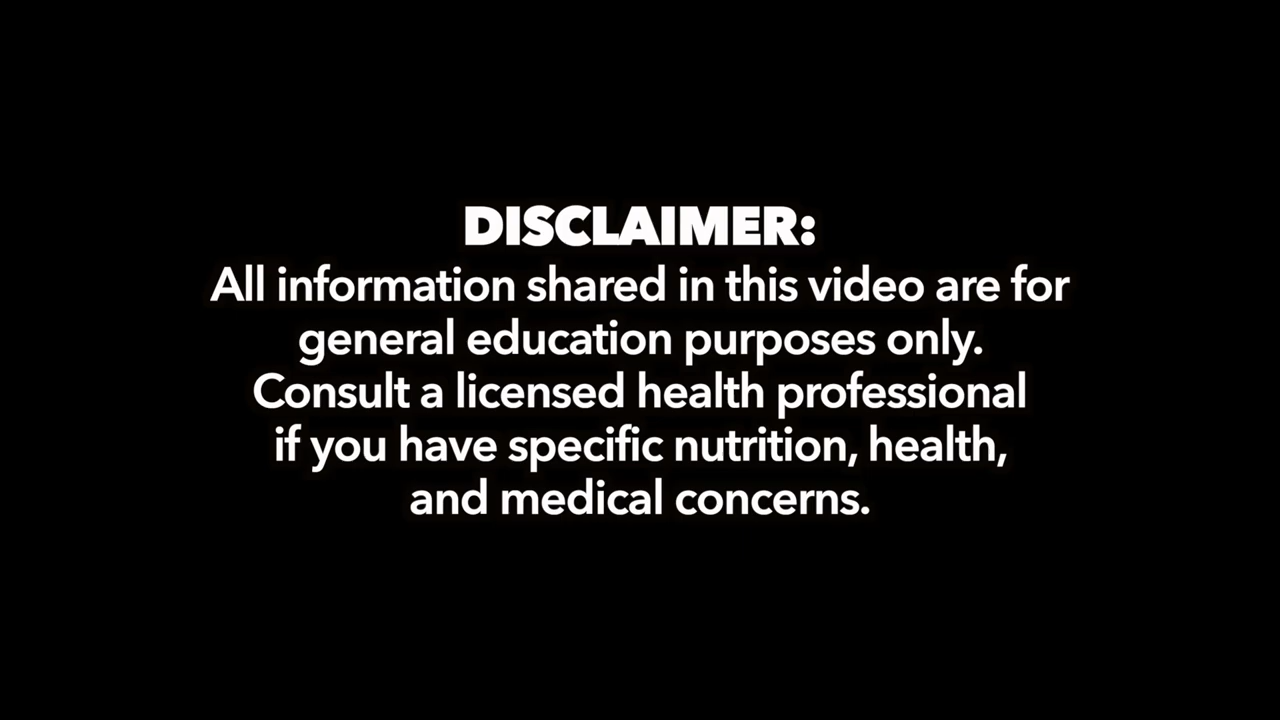 DISCLAIMER:
All information shared in this video are for
general education purposes only.
Consult a licensed health professional
if you have specific nutrition, health,
and medical concerns.